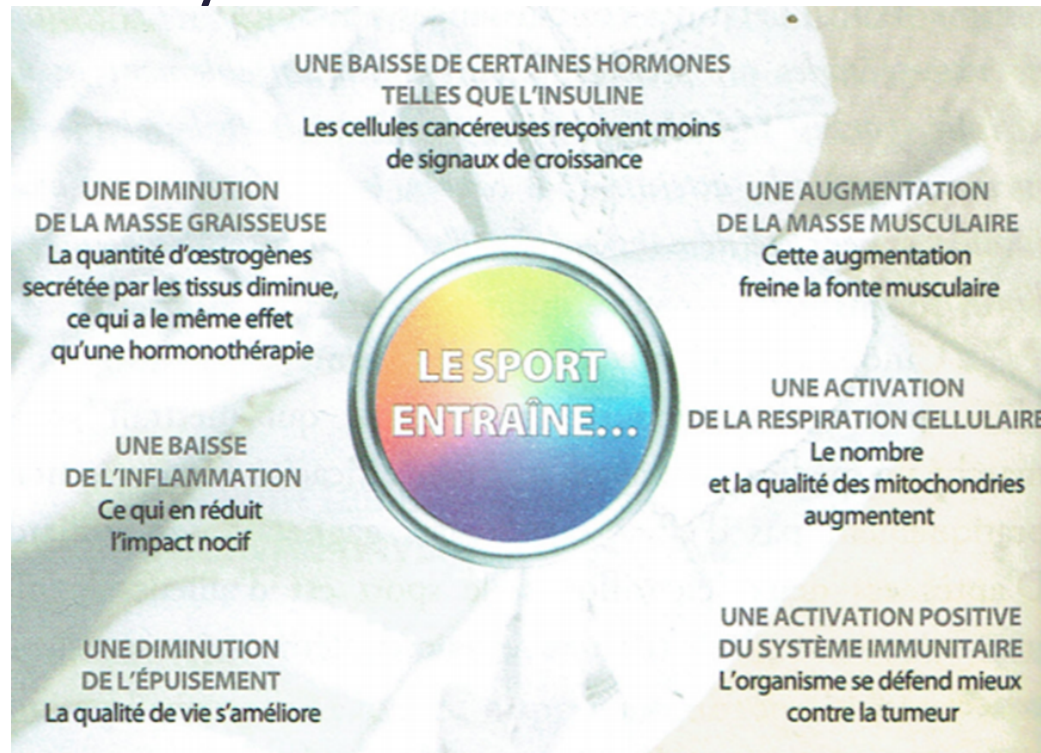 UNE BAISSE DE CERTAINES HORMONES
TELLES QUE L'INSULINE
Les cellules cancéreuses reçoivent moins
de signaux de croissance
UNE DIMINUTION
DE LA MASSE GRAISSEUSE
La quantité d'œstrogènes
secrétée par les tissus diminue,
ce qui a le même effet
qu'une hormonothérapie
UNE AUGMENTATION
DE LA MASSE MUSCULAIRE
Cette augmentation
freine la fonte musculaire
LE SPORT
ENTRAÎNE...
UNE BAISSE
DE L'INFLAMMATION
Ce qui en réduit
l'impact nocif
UNE ACTIVATION
DE LA RESPIRATION CELLULAIRE
Le nombre
et la qualité des mitochondries
augmentent
UNE DIMINUTION
DE L'ÉPUISEMENT
La qualité de vie s'améliore
UNE ACTIVATION POSITIVE
DU SYSTÈME IMMUNITAIRE
L'organisme se défend mieux
contre la tumeur